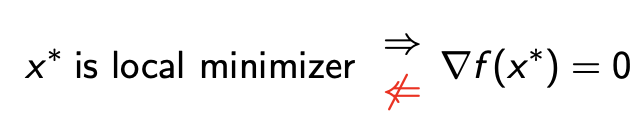 x* is local minimizer ⇒ ∇f(x*) = 0
⇍